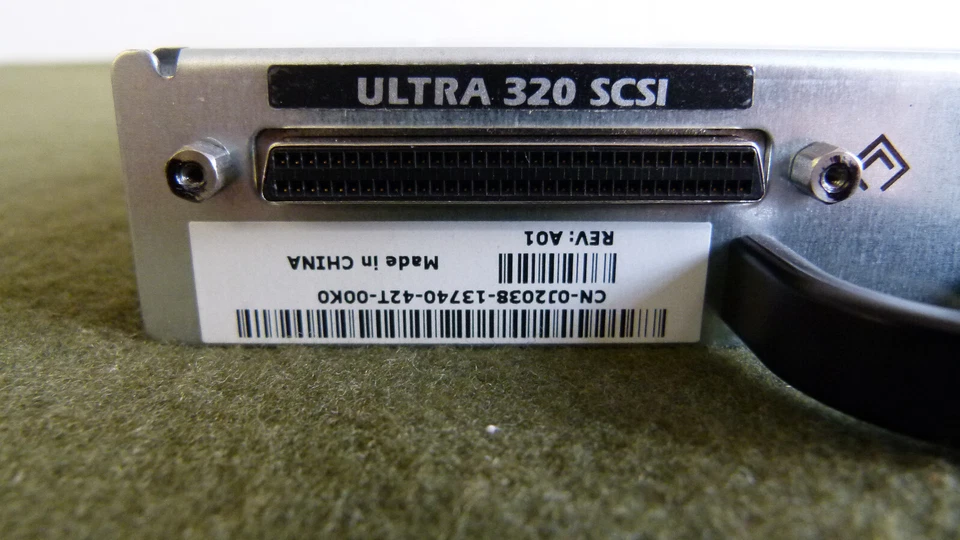 ULTRA 320 SCSI
CN-0J2038-13740-42T-00K0
Made in CHINA
REV: A01